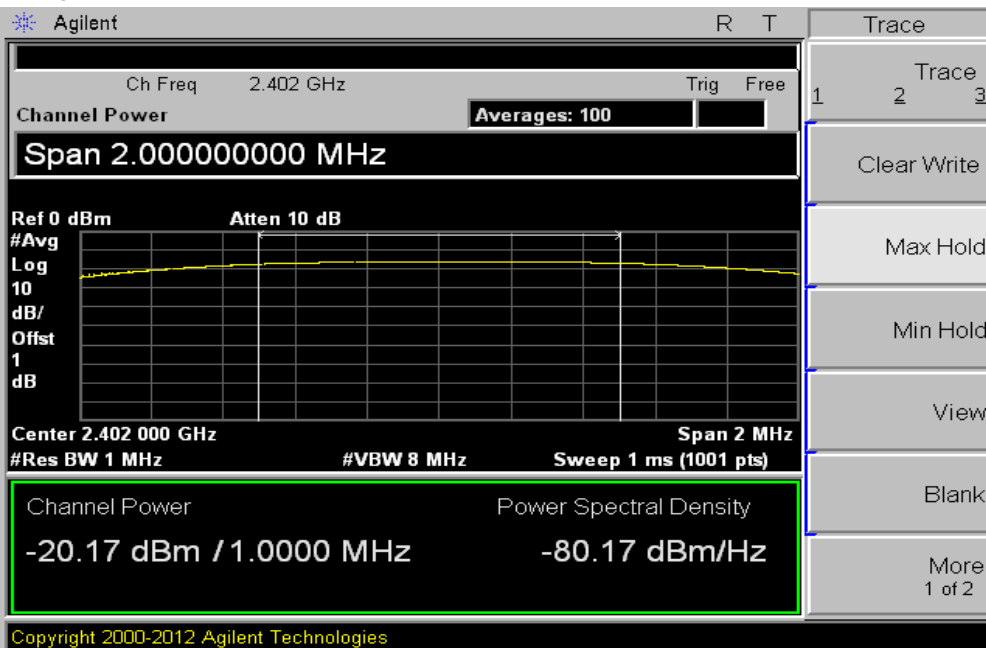 Agilent R T Trace
Ch Freq 2.402 GHz Trig Free
Channel Power Averages: 100
Span 2.000000000 MHz
Ref 0 dBm Atten 10 dB
#Avg
Log
10
dB/
Offst
1
dB
Center 2.402 000 GHz Span 2 MHz
#Res BW 1 MHz #VBW 8 MHz Sweep 1 ms (1001 pts)
Channel Power Power Spectral Density
-20.17 dBm / 1.0000 MHz -80.17 dBm/Hz
Copyright 2000-2012 Agilent Technologies
Trace
1 2 3
Clear Write
Max Hold
Min Hold
View
Blank
More
1 of 2